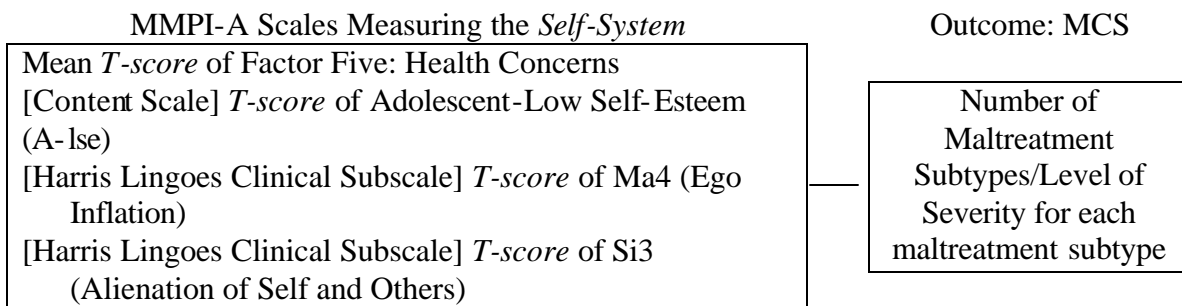 MMPI-A Scales Measuring the Self-System
Outcome: MCS
Mean T-score of Factor Five: Health Concerns
[Content Scale] T-score of Adolescent-Low Self-Esteem
(A-lse)
[Harris Lingoes Clinical Subscale] T-score of Ma4 (Ego
Inflation)
[Harris Lingoes Clinical Subscale] T-score of Si3
(Alienation of Self and Others)
Number of
Maltreatment
Subtypes/Level of
Severity for each
maltreatment subtype